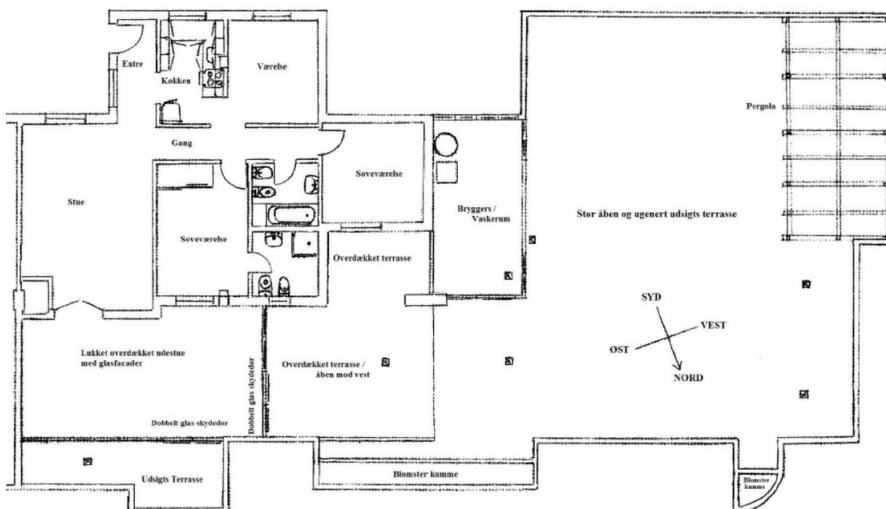 Entre
Køkken
Værelse
Pergola
Gang
Stue
Soveværelse
Soveværelse
Bryggers /
Vaskerum
Stor åben og ugenert udsigts terrasse
Overdækket terrasse
SYD
VEST
ØST
NORD
Lukket overdækket udestue
med glasfacader
Overdækket terrasse /
åben mod vest
Dobbelt glas skydedør
Dobbelt glas skydedør
Udsigts Terrasse
Blomster kumme
Blomster
kumme